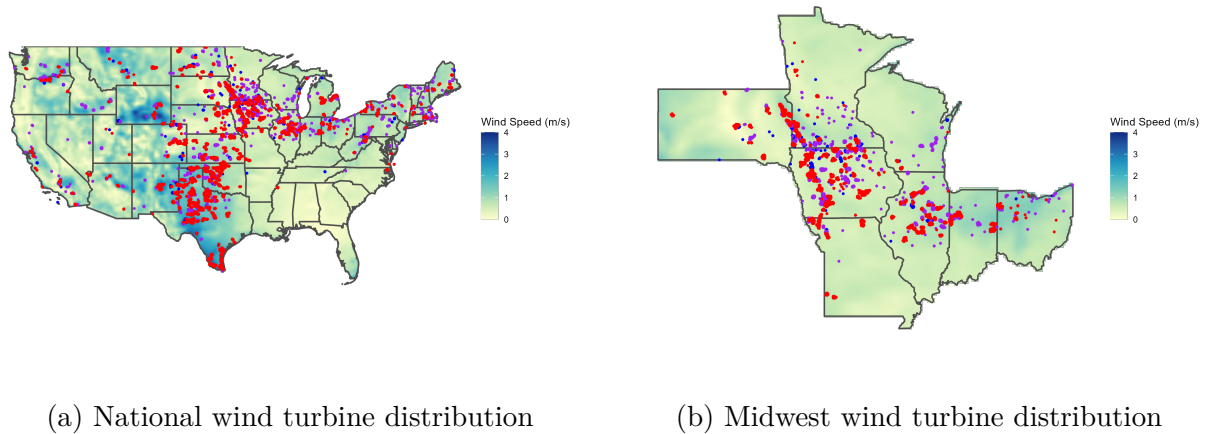 Wind Speed (m/s)
4
3
2
1
0
Wind Speed (m/s)
4
3
2
1
0
(a) National wind turbine distribution
(b) Midwest wind turbine distribution